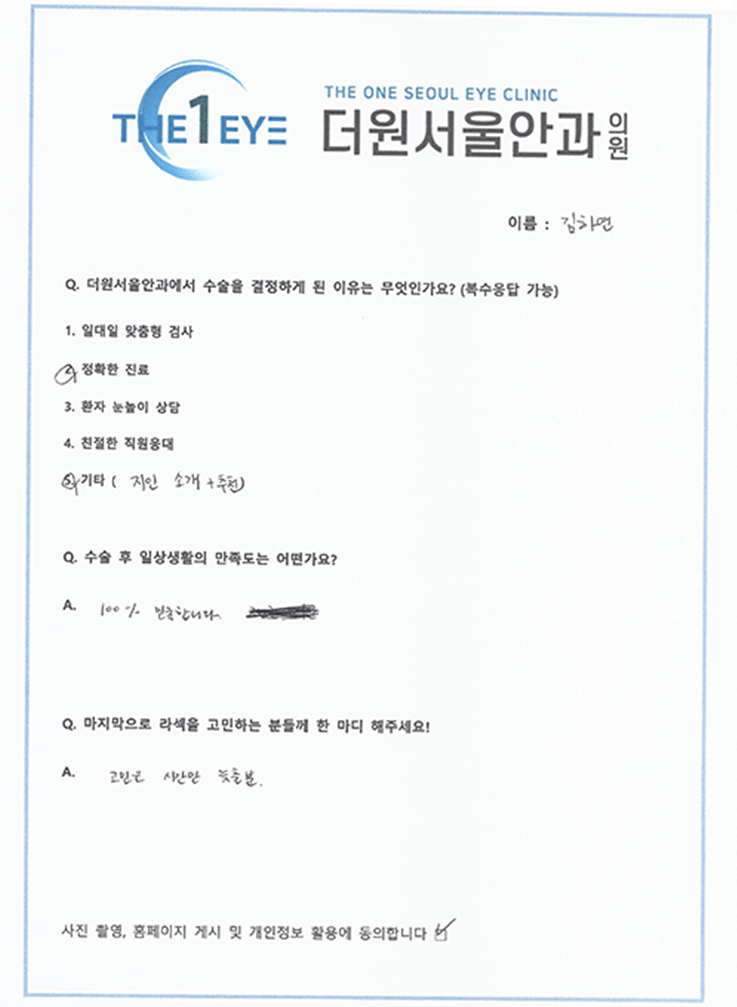 THE1EYE
THE ONE SEOUL EYE CLINIC
더원서울안과의원
이름 : 김하연
Q. 더원서울안과에서 수술을 결정하게 된 이유는 무엇인가요? (복수응답 가능)
1. 일대일 맞춤형 검사
2. 정확한 진료
3. 환자 눈높이 상담
4. 친절한 직원응대
5. 기타 ( 지인 소개 + 추천)
Q. 수술 후 일상생활의 만족도는 어떤가요?
A. 100% 만족합니다.
Q. 마지막으로 라섹을 고민하는 분들께 한 마디 해주세요!
A. 고민은 시간만 늦출뿐.
사진 촬영, 홈페이지 게시 및 개인정보 활용에 동의합니다